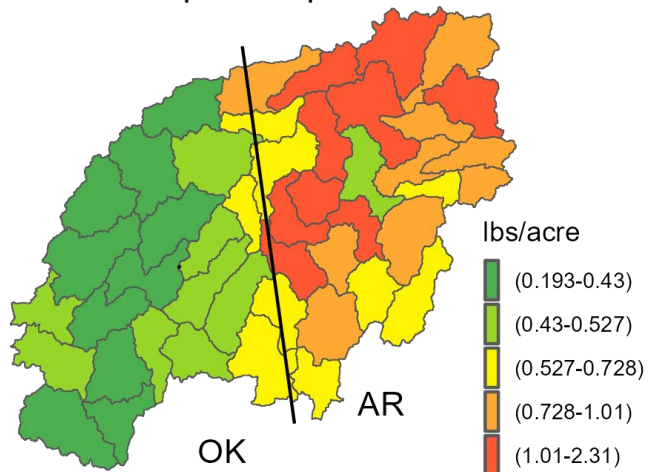 lbs/acre
(0.193-0.43)
(0.43-0.527)
(0.527-0.728)
(0.728-1.01)
(1.01-2.31)
AR
OK